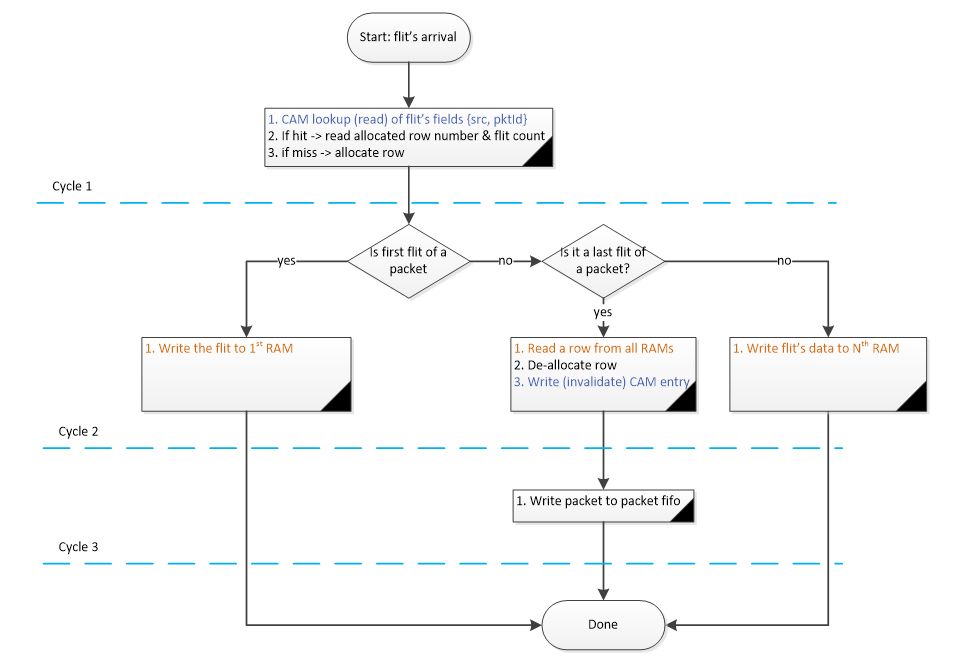 Start: flit's arrival
1. CAM lookup (read) of flit's fields {src, pktId}
2. If hit -> read allocated row number & flit count
3. if miss -> allocate row
Cycle 1
Is first flit of a
packet
yes
no
Is it a last flit of
a packet?
no
yes
1. Write the flit to 1st RAM
1. Read a row from all RAMs
2. De-allocate row
3. Write (invalidate) CAM entry
1. Write flit's data to Nth RAM
Cycle 2
1. Write packet to packet fifo
Cycle 3
Done